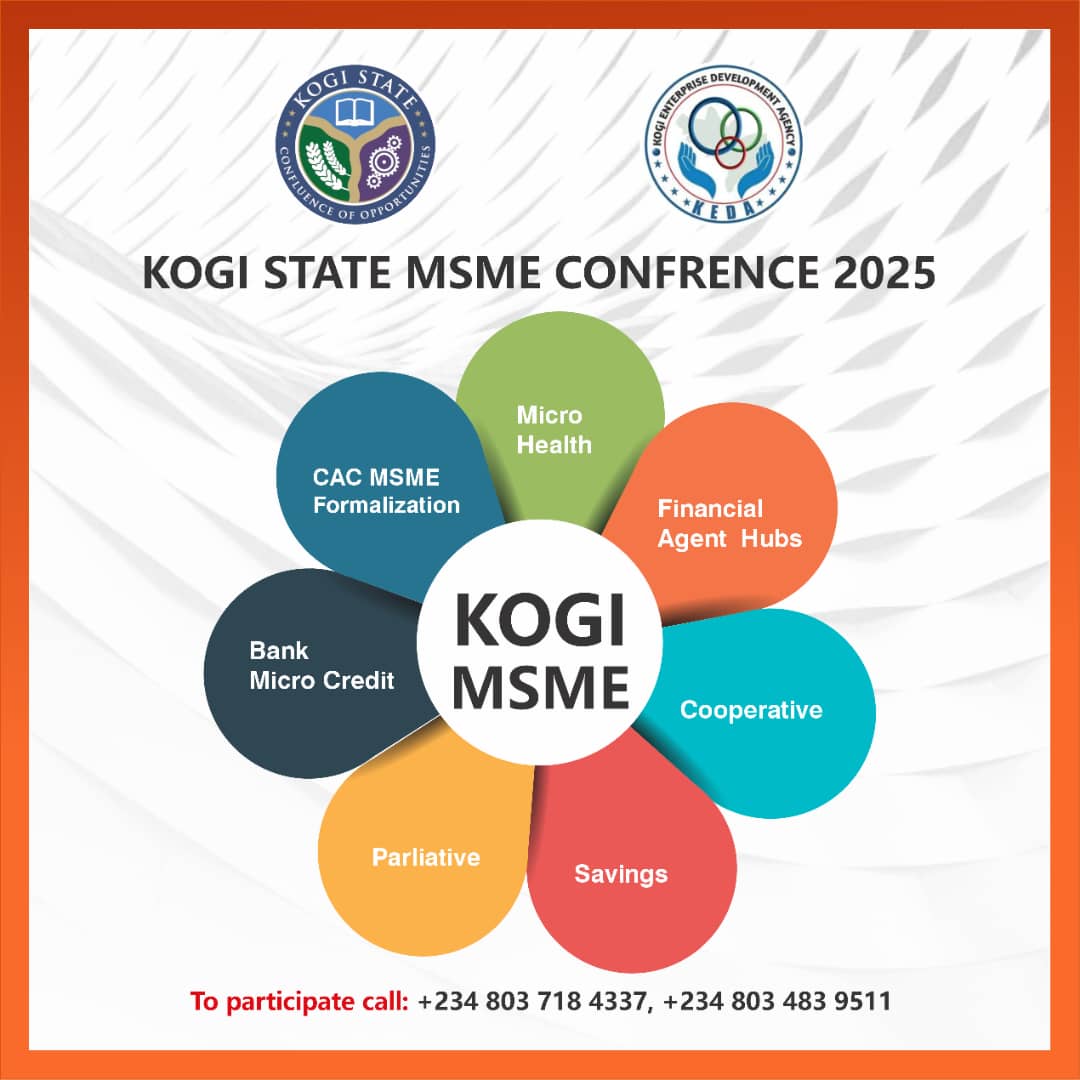 KOGI STATE
CONFLUENCE OF OPPORTUNITIES
KOGI ENTERPRISE DEVELOPMENT AGENCY
KEDA
KOGI STATE MSME CONFRENCE 2025
Micro
Health
CAC MSME
Formalization
Financial
Agent Hubs
KOGI
MSME
Bank
Micro Credit
Cooperative
Parliative
Savings
To participate call: +234 803 718 4337, +234 803 483 9511